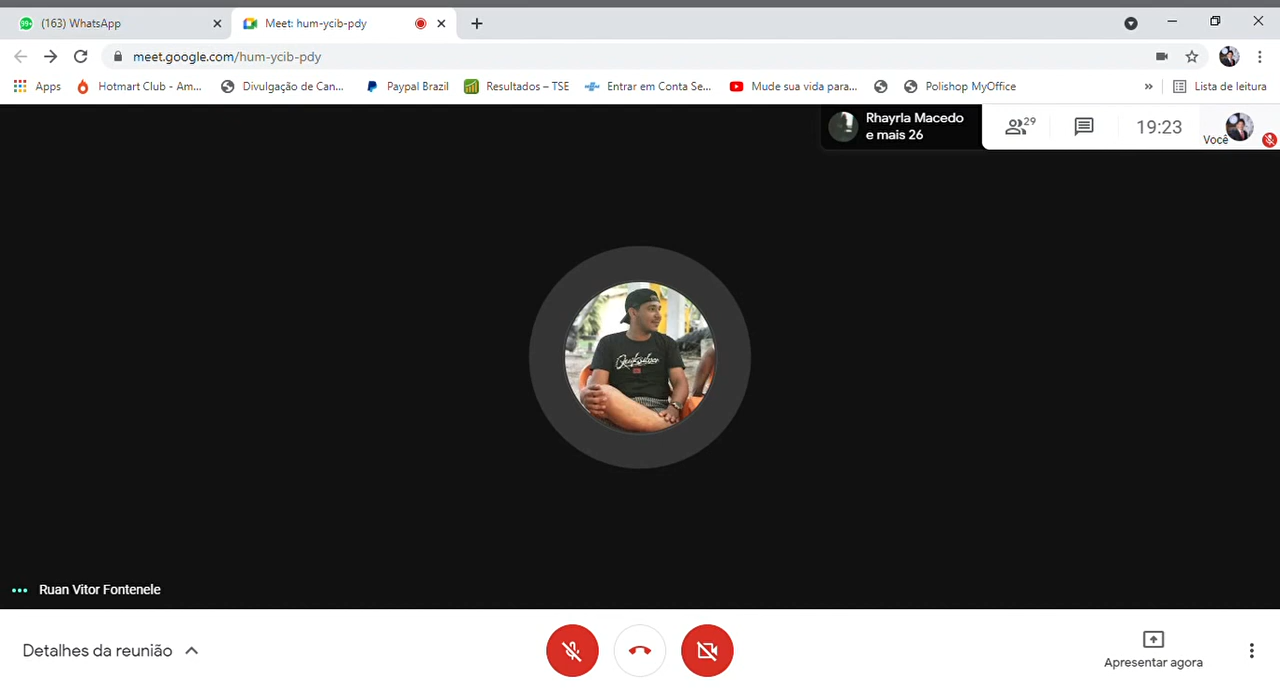 99+ (163) WhatsApp
Meet: hum-ycib-pdy
meet.google.com/hum-ycib-pdy
Apps
Hotmart Club - Am...
Divulgação de Can...
Paypal Brazil
Resultados – TSE
Entrar em Conta Se...
Mude sua vida para...
Polishop MyOffice
»
Lista de leitura
Rhayrla Macedo
e mais 26
29
19:23
Você
Quiksilver
Ruan Vitor Fontenele
Detalhes da reunião
Apresentar agora